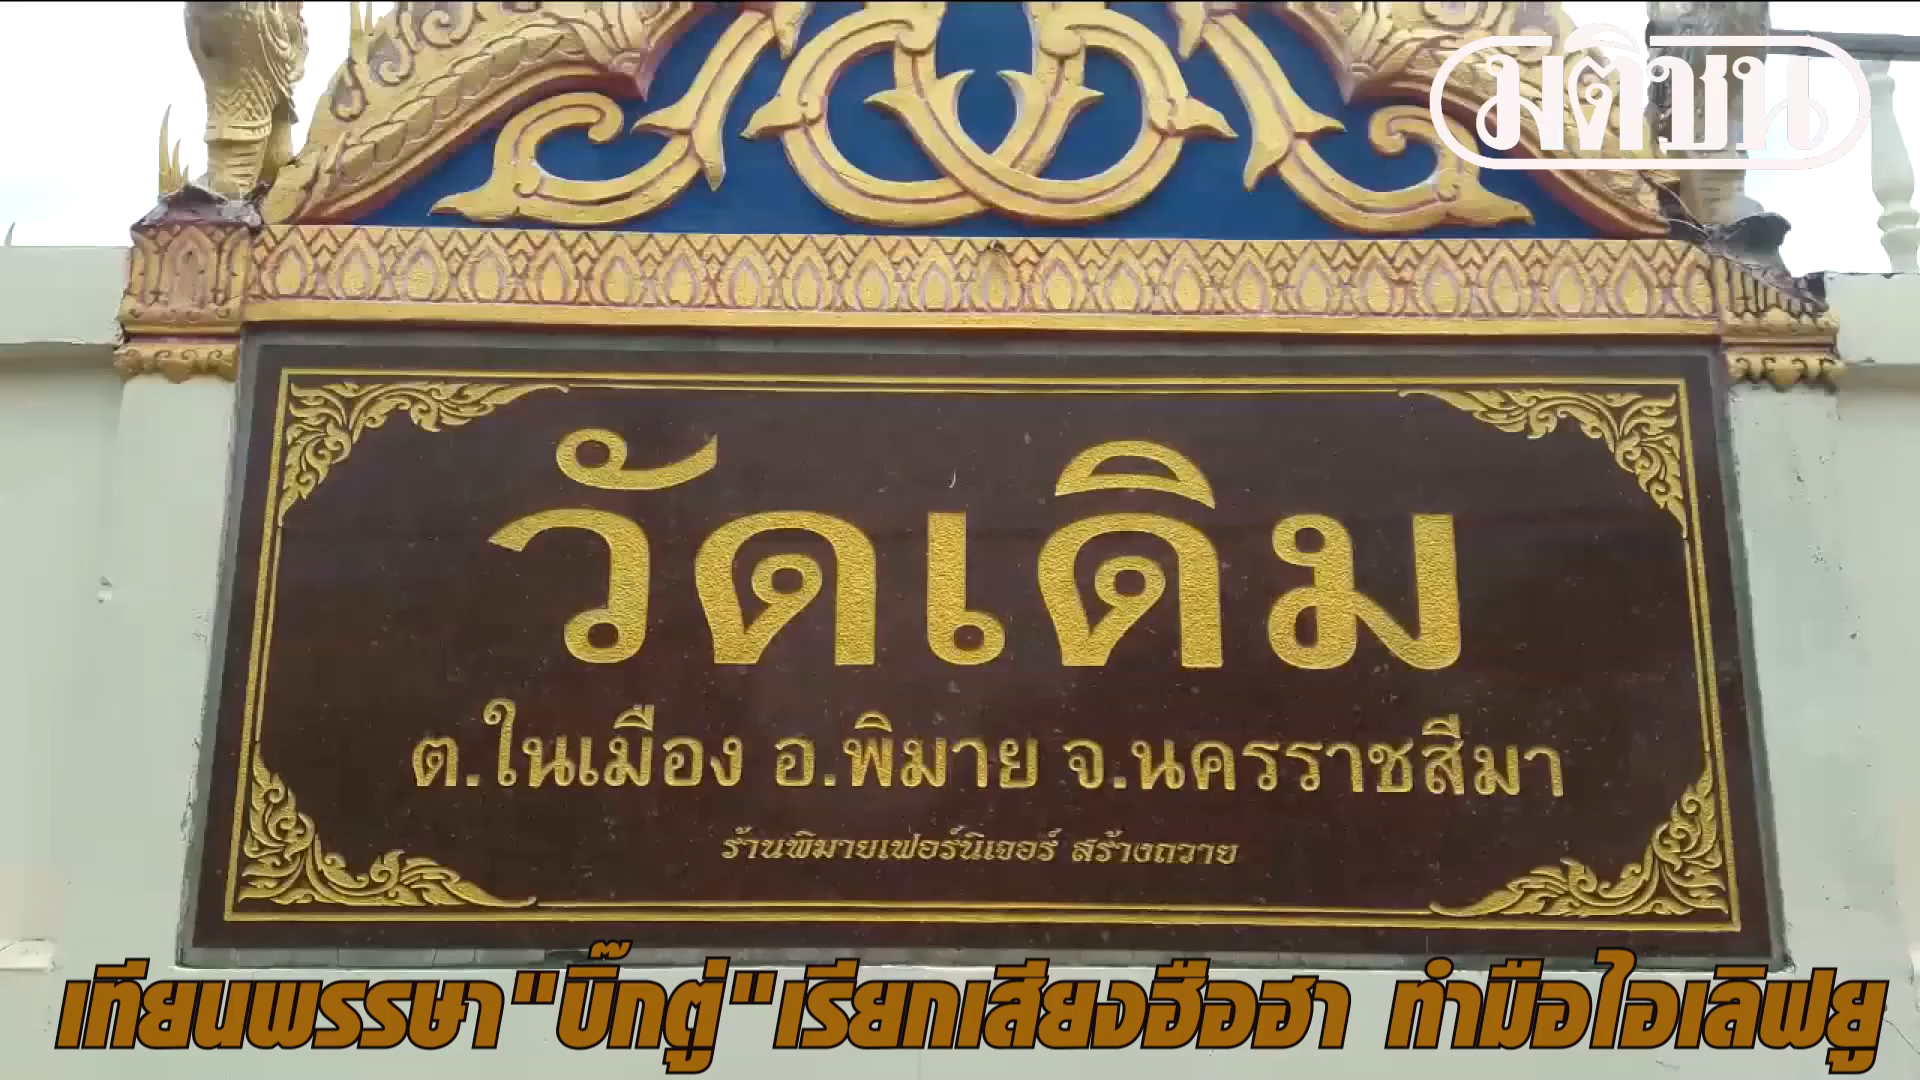 มติชน
วัดเดิม
ต.ในเมือง อ.พิมาย จ.นครราชสีมา
ร้านพิมายเฟอร์นิเจอร์ สร้างถวาย
เทียนพรรษา"บิ๊กตู่"เรียกเสียงฮือฮา ทำมือไอเลิฟยู